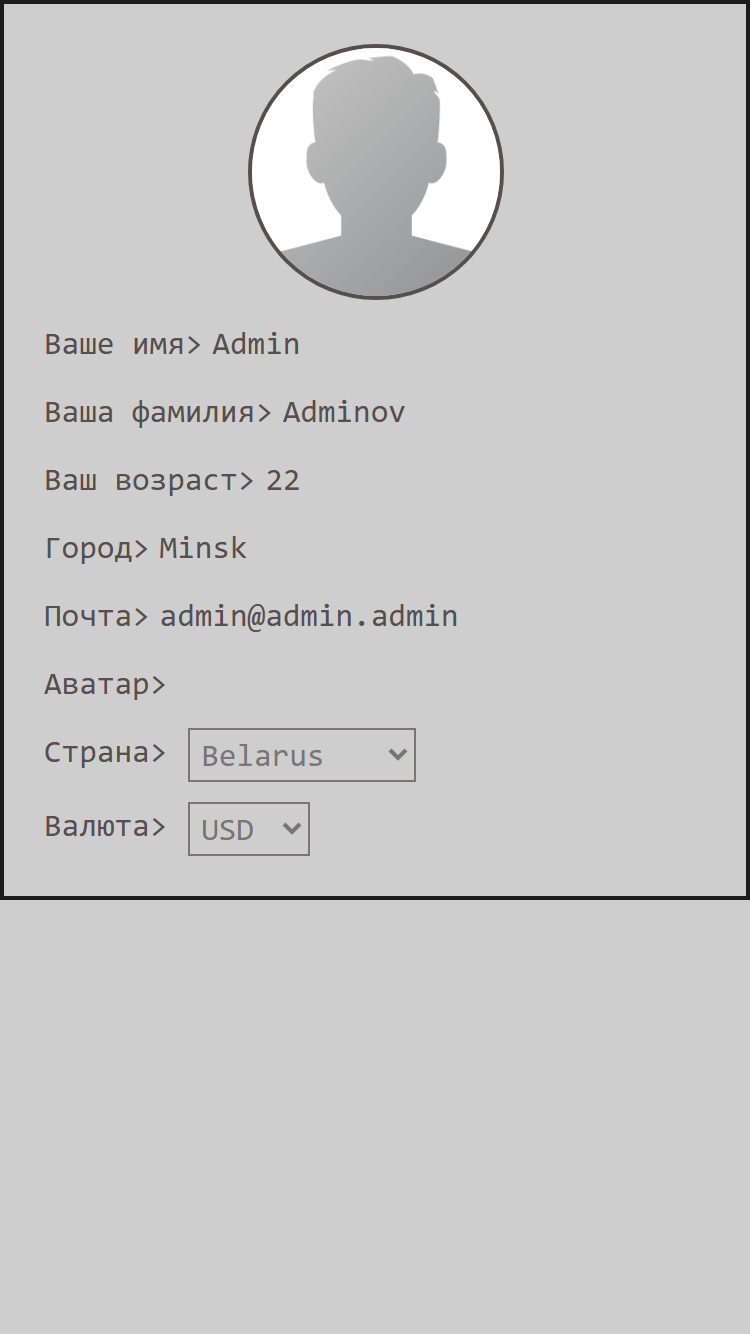 Ваше имя> Admin
Ваша фамилия> Adminov
Ваш возраст> 22
Город> Minsk
Почта> admin@admin.admin
Аватар>
Страна> Belarus
Валюта> USD